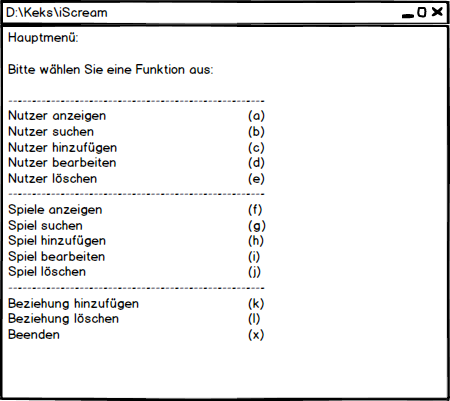 D:\Keks\iScream
Hauptmenü:
Bitte wählen Sie eine Funktion aus:
Nutzer anzeigen (a)
Nutzer suchen (b)
Nutzer hinzufügen (c)
Nutzer bearbeiten (d)
Nutzer löschen (e)
Spiele anzeigen (f)
Spiel suchen (g)
Spiel hinzufügen (h)
Spiel bearbeiten (i)
Spiel löschen (j)
Beziehung hinzufügen (k)
Beziehung löschen (l)
Beenden (x)